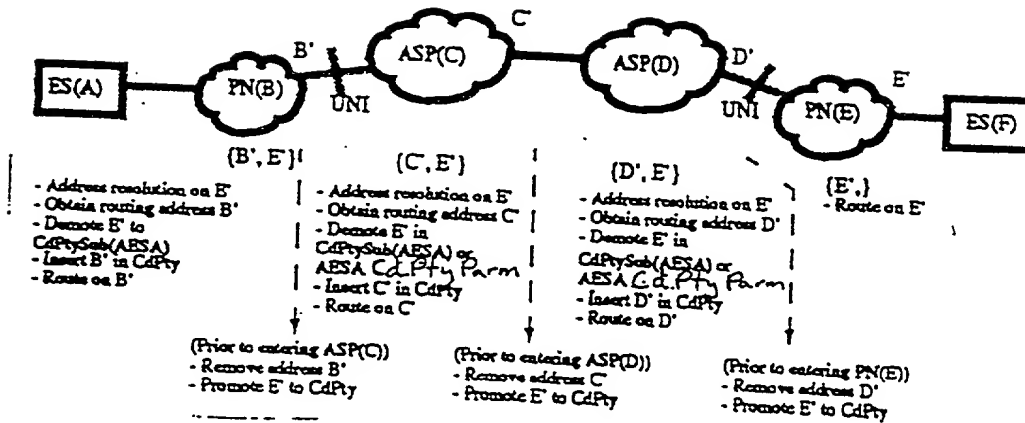 C'
B'
ASP(C)
ASP(D)
D'
ES(A)
PN(B)
UNI
UNI
PN(E)
E'
ES(F)
{B', E'}
- Address resolution on E'
- Obtain routing address B'
- Demote E' to
CdPtySub(AESA)
- Insert B' in CdPty
- Route on B'
{C', E'}
- Address resolution on E'
- Obtain routing address C'
- Demote E' in
CdPtySub(AESA) or
AESA Cd.Pty Parm
- Insert C' in CdPty
- Route on C'
{D', E'}
- Address resolution on E'
- Obtain routing address D'
- Demote E' in
CdPtySub(AESA) or
AESA Cd.Pty Parm
- Insert D' in CdPty
- Route on D'
{E',}
- Route on E'
(Prior to entering ASP(C))
- Remove address B'
- Promote E' to CdPty
(Prior to entering ASP(D))
- Remove address C'
- Promote E' to CdPty
(Prior to entering PN(E))
- Remove address D'
- Promote E' to CdPty